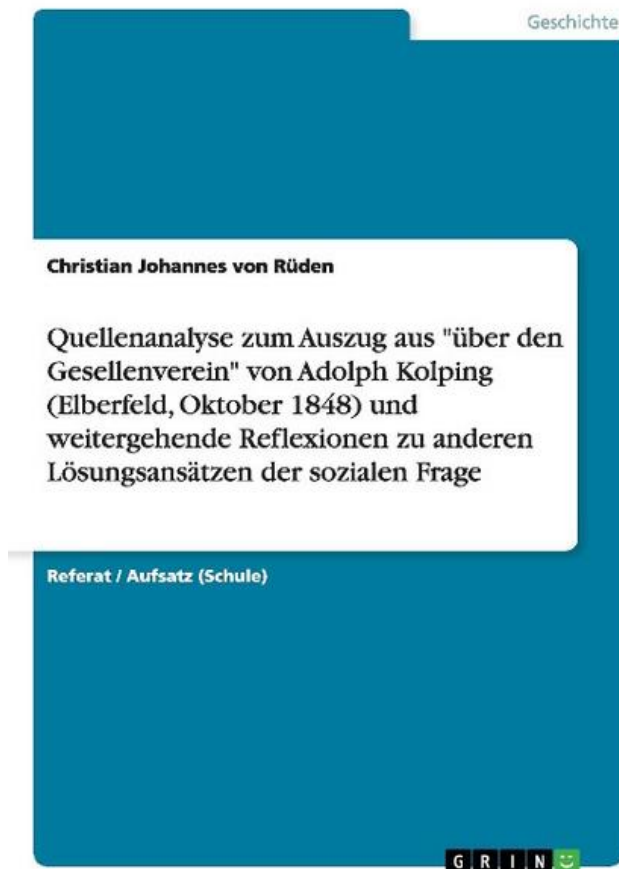 Geschichte
Christian Johannes von Rüden
Quellenanalyse zum Auszug aus "über den
Gesellenverein" von Adolph Kolping
(Elberfeld, Oktober 1848) und
weitergehende Reflexionen zu anderen
Lösungsansätzen der sozialen Frage
Referat / Aufsatz (Schule)
GRIN